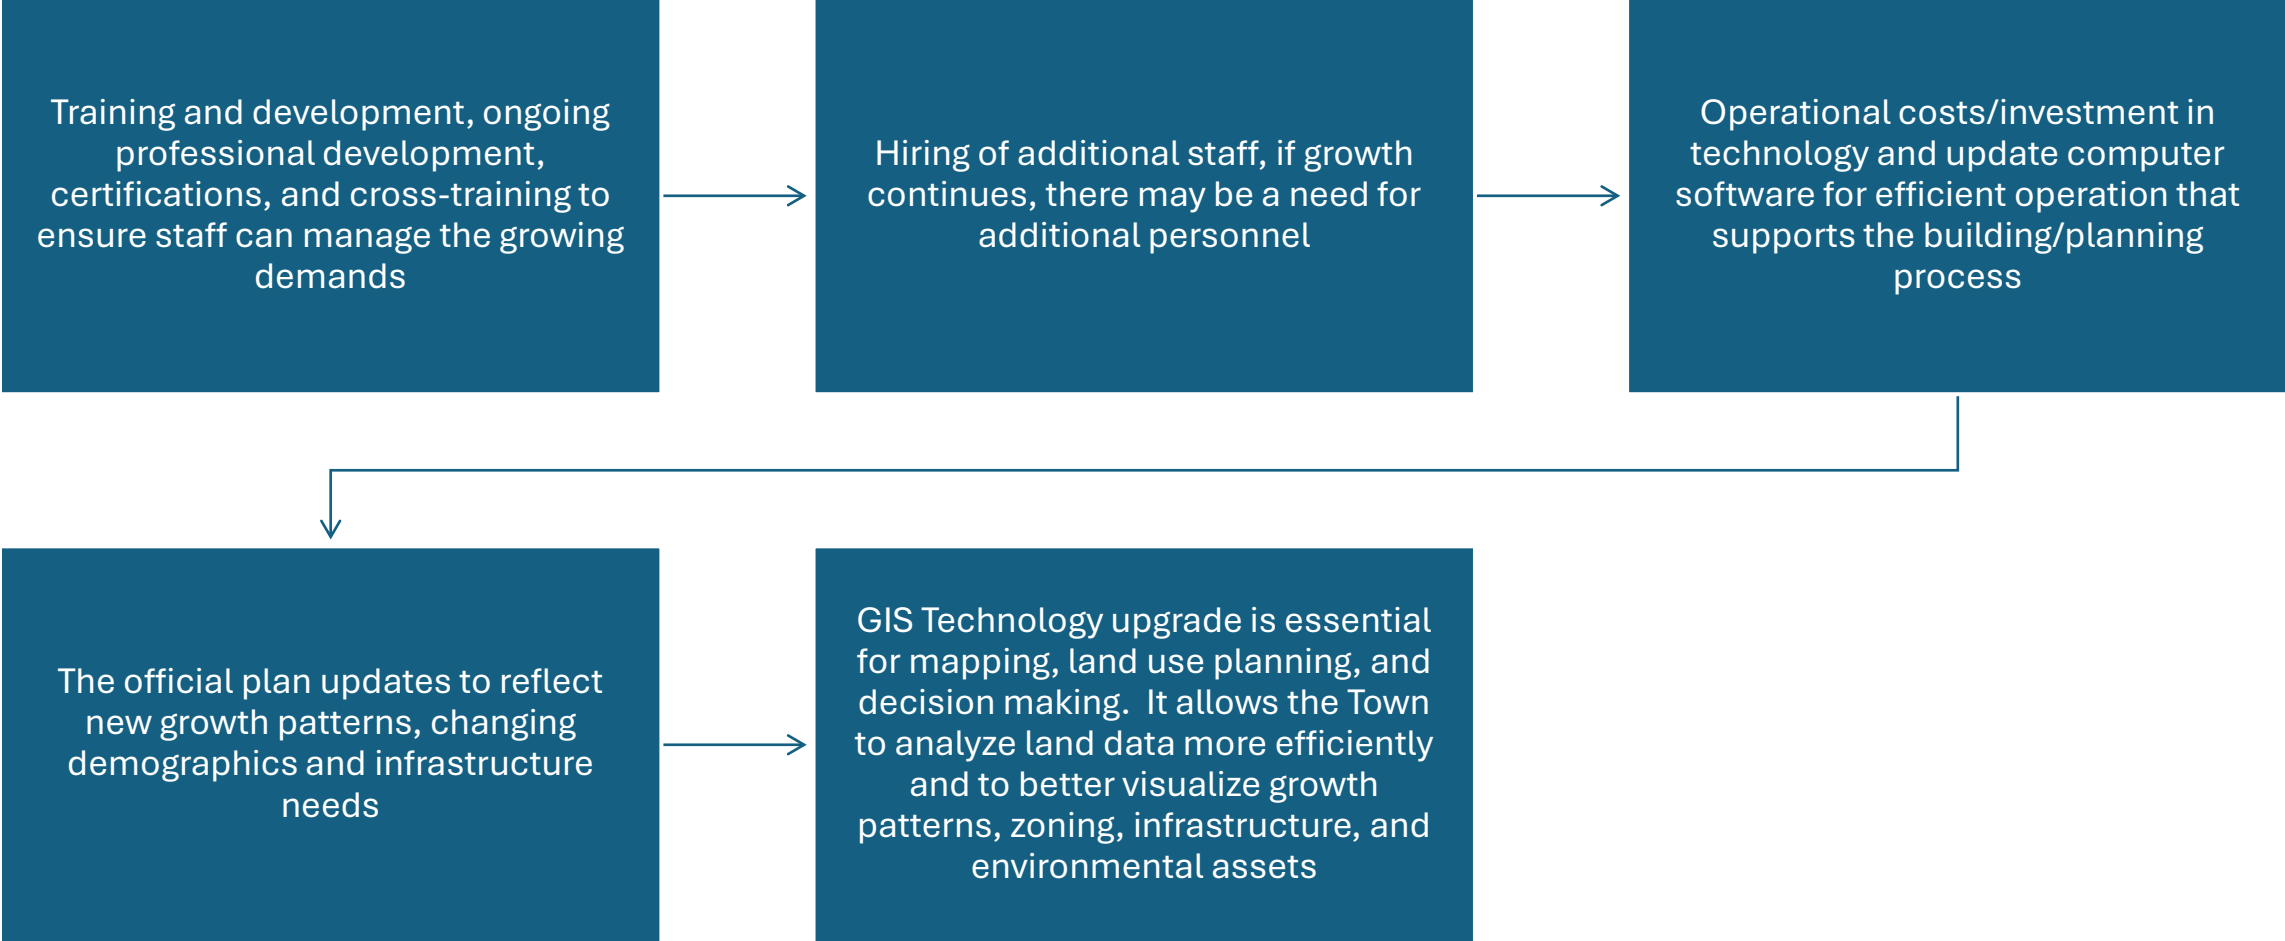 Training and development, ongoing
professional development,
certifications, and cross-training to
ensure staff can manage the growing
demands
Hiring of additional staff, if growth
continues, there may be a need for
additional personnel
Operational costs/investment in
technology and update computer
software for efficient operation that
supports the building/planning
process
The official plan updates to reflect
new growth patterns, changing
demographics and infrastructure
needs
GIS Technology upgrade is essential
for mapping, land use planning, and
decision making.  It allows the Town
to analyze land data more efficiently
and to better visualize growth
patterns, zoning, infrastructure, and
environmental assets